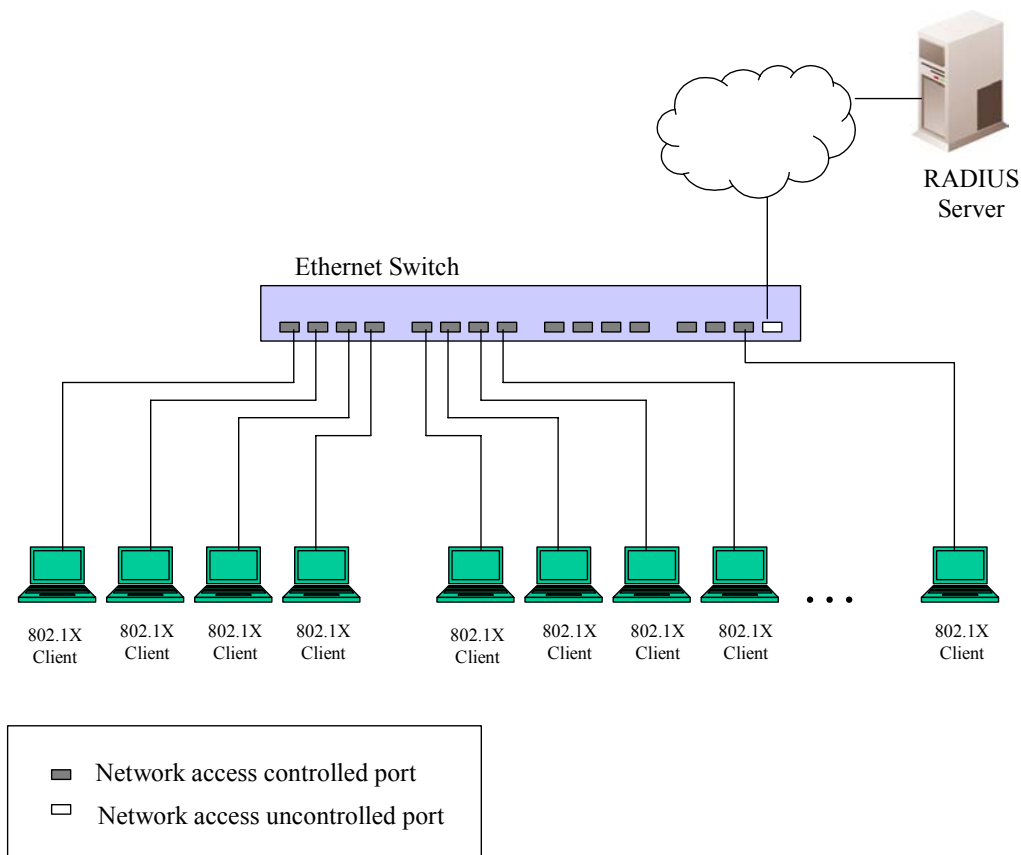 RADIUS
Server
Ethernet Switch
802.1X
Client
802.1X
Client
802.1X
Client
802.1X
Client
802.1X
Client
802.1X
Client
802.1X
Client
802.1X
Client
. . .
802.1X
Client
Network access controlled port
Network access uncontrolled port